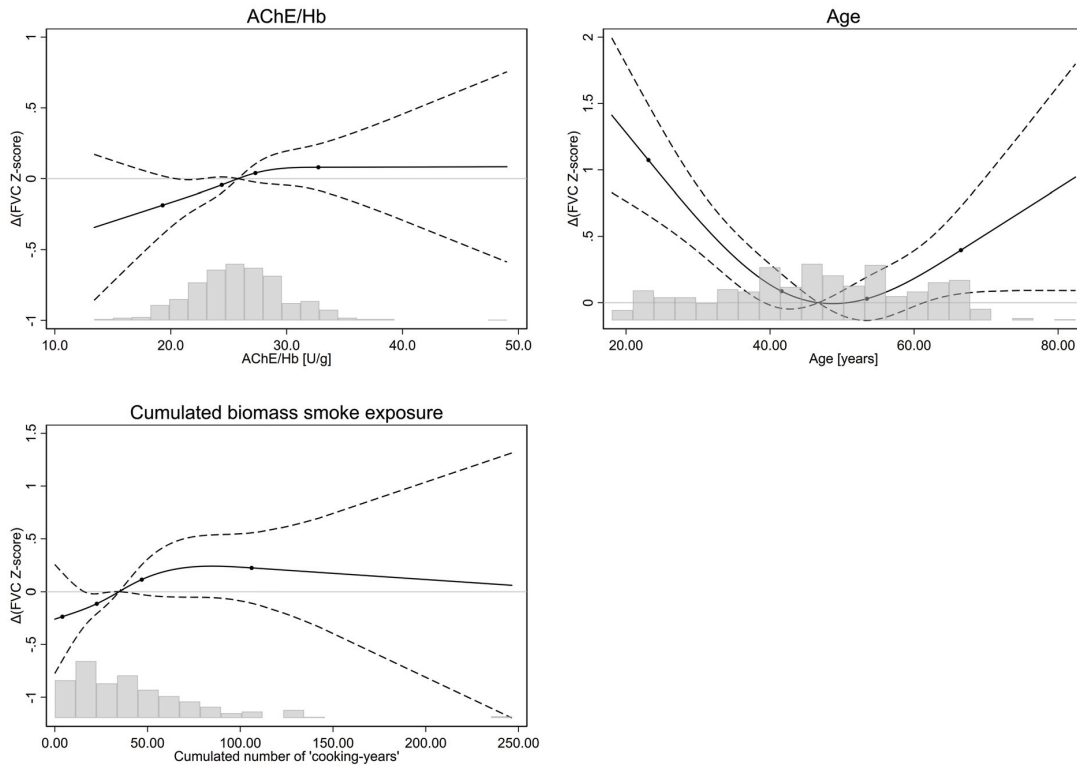 AChE/Hb
Δ(FVC Z-score)
1
.5
0
-.5
-1
10.0 20.0 30.0 40.0 50.0
AChE/Hb [U/g]
Age
Δ(FVC Z-score)
2
1.5
1
.5
0
20.00 40.00 60.00 80.00
Age [years]
Cumulated biomass smoke exposure
Δ(FVC Z-score)
1.5
1
.5
0
-.5
-1
0.00 50.00 100.00 150.00 200.00 250.00
Cumulated number of 'cooking-years'